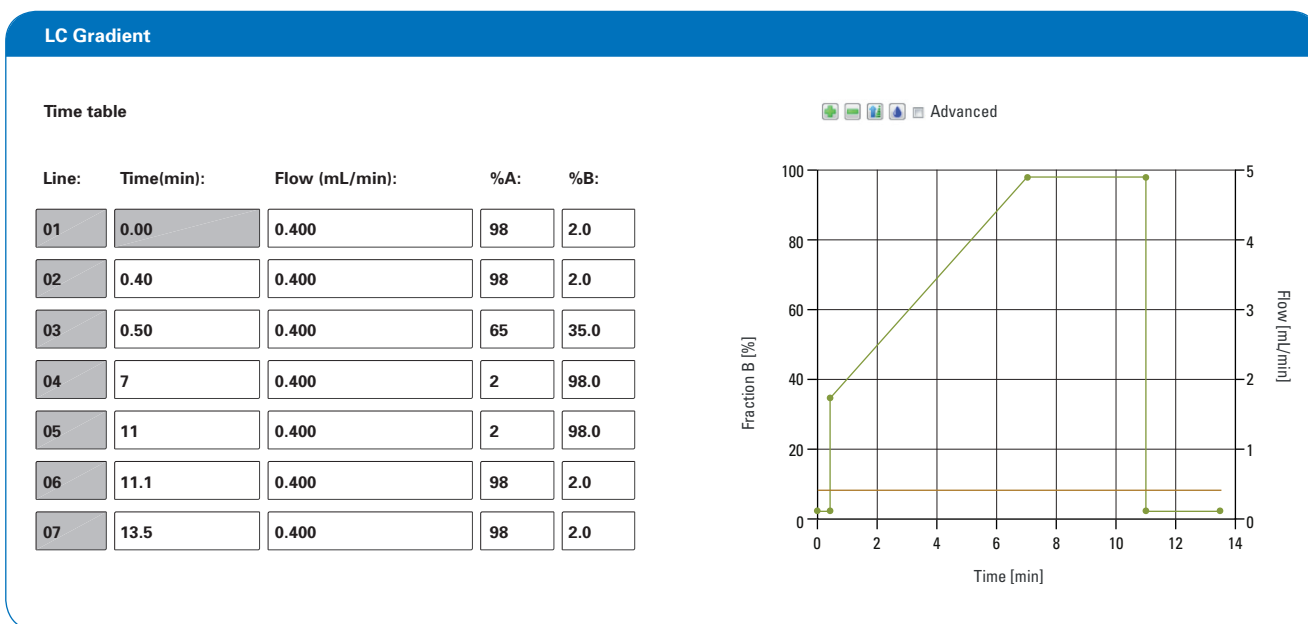 LC Gradient
Time table
Advanced
Line: Time(min): Flow (mL/min): %A: %B:
01 0.00 0.400 98 2.0
02 0.40 0.400 98 2.0
03 0.50 0.400 65 35.0
04 7 0.400 2 98.0
05 11 0.400 2 98.0
06 11.1 0.400 98 2.0
07 13.5 0.400 98 2.0
Fraction B [%]
100
80
60
40
20
0
5
4
3
2
1
0
Flow [mL/min]
0 2 4 6 8 10 12 14
Time [min]